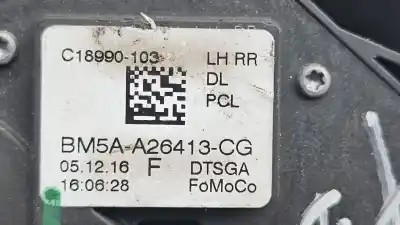 C18990-103 LH RR
DL
PCL
BM5A-A26413-CG
05.12.16 F DTSGA
16:06:28 FoMoCo